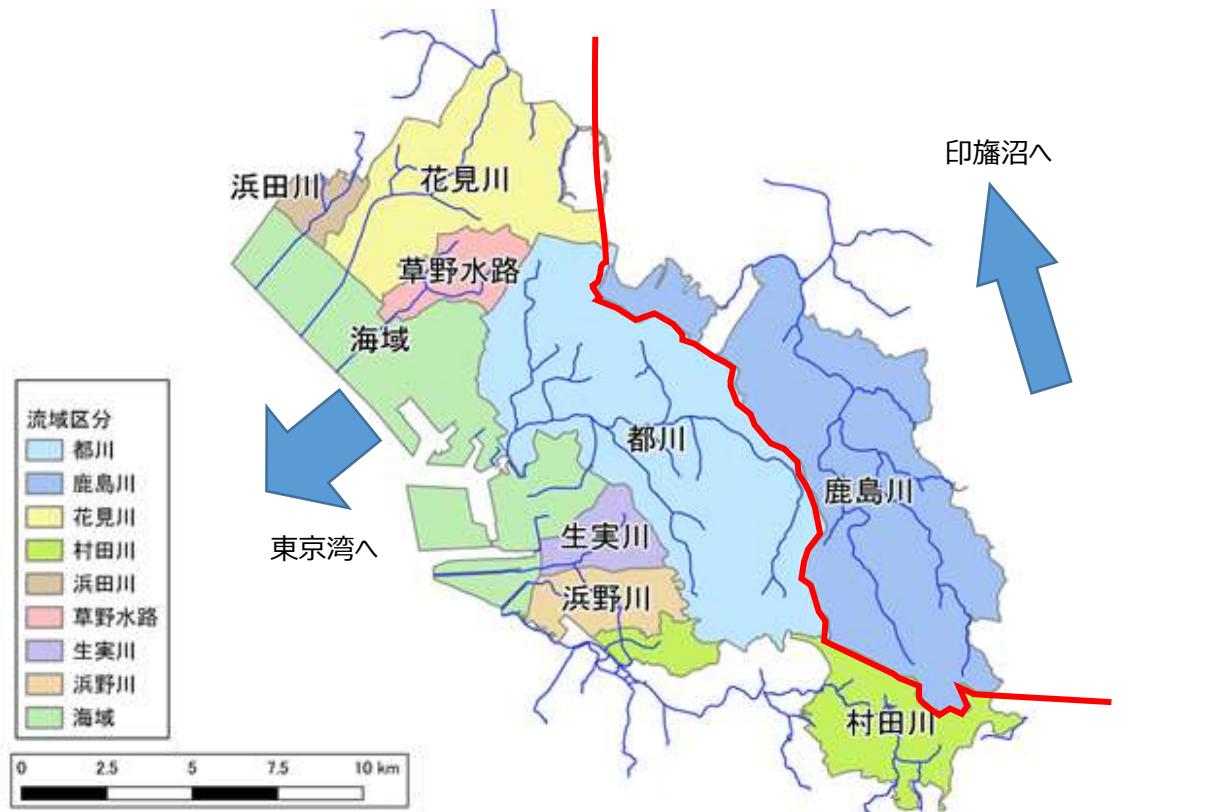 印旛沼へ
浜田川
花見川
草野水路
海域
都川
鹿島川
東京湾へ
生実川
浜野川
村田川
流域区分
都川
鹿島川
花見川
村田川
浜田川
草野水路
生実川
浜野川
海域
0 2.5 5 7.5 10 km